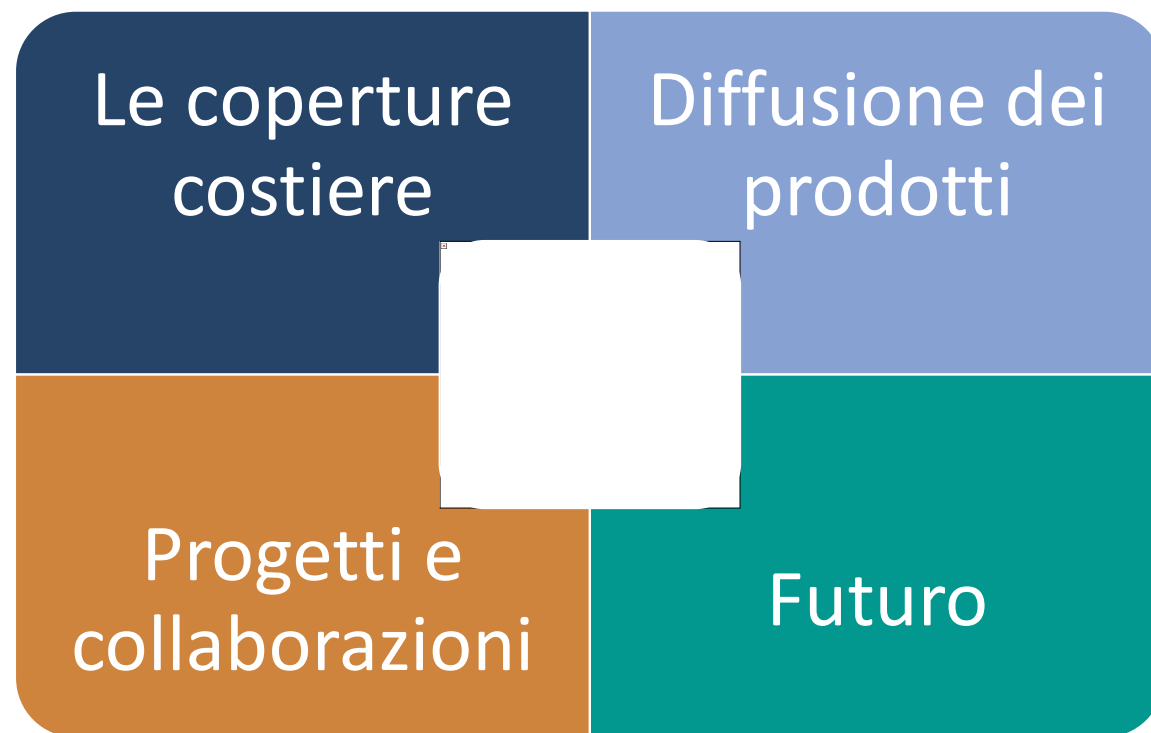 Le coperture
costiere
Diffusione dei
prodotti
Progetti e
collaborazioni
Futuro